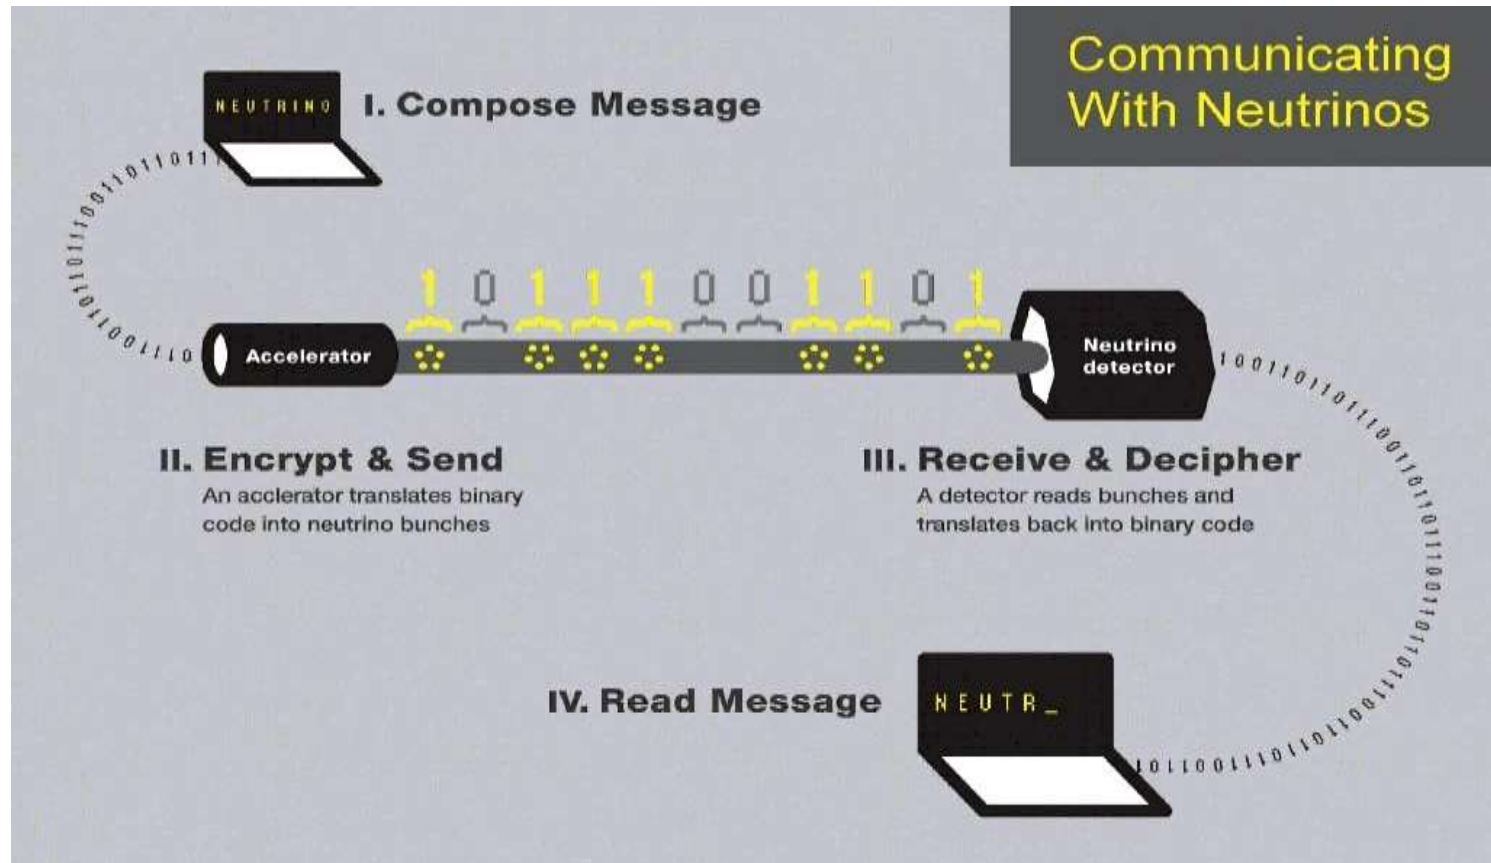 Communicating
With Neutrinos
NEUTRINO
I. Compose Message
1 0 1 1 1 0 0 1 1 0 1
Accelerator
Neutrino
detector
II. Encrypt & Send
An acclerator translates binary
code into neutrino bunches
III. Receive & Decipher
A detector reads bunches and
translates back into binary code
IV. Read Message
NEUTR_